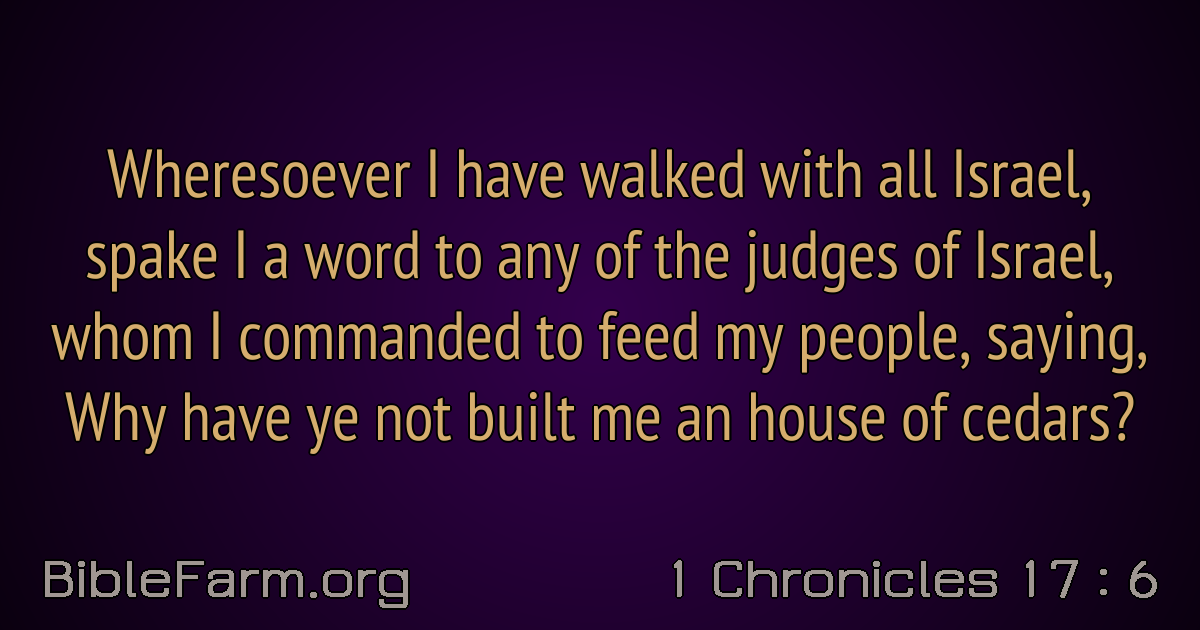 Wheresoever I have walked with all Israel,
spake I a word to any of the judges of Israel,
whom I commanded to feed my people, saying,
Why have ye not built me an house of cedars?
BibleFarm.org
1 Chronicles 17 : 6